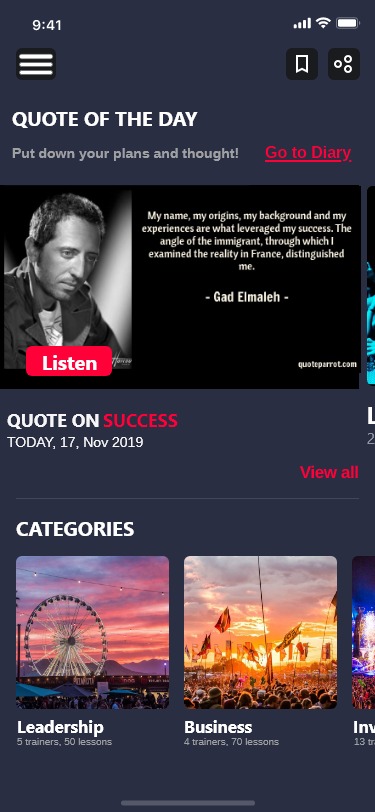 9:41
QUOTE OF THE DAY
Put down your plans and thought!
Go to Diary
My name, my origins, my background and my
experiences are what leveraged my success. The
angle of the immigrant, through which I
examined the reality in France, distinguished
me.
- Gad Elmaleh -
Listen
quoteparrot.com
QUOTE ON SUCCESS
TODAY, 17, Nov 2019
View all
CATEGORIES
Leadership
5 trainers, 50 lessons
Business
4 trainers, 70 lessons
Inv
13 t